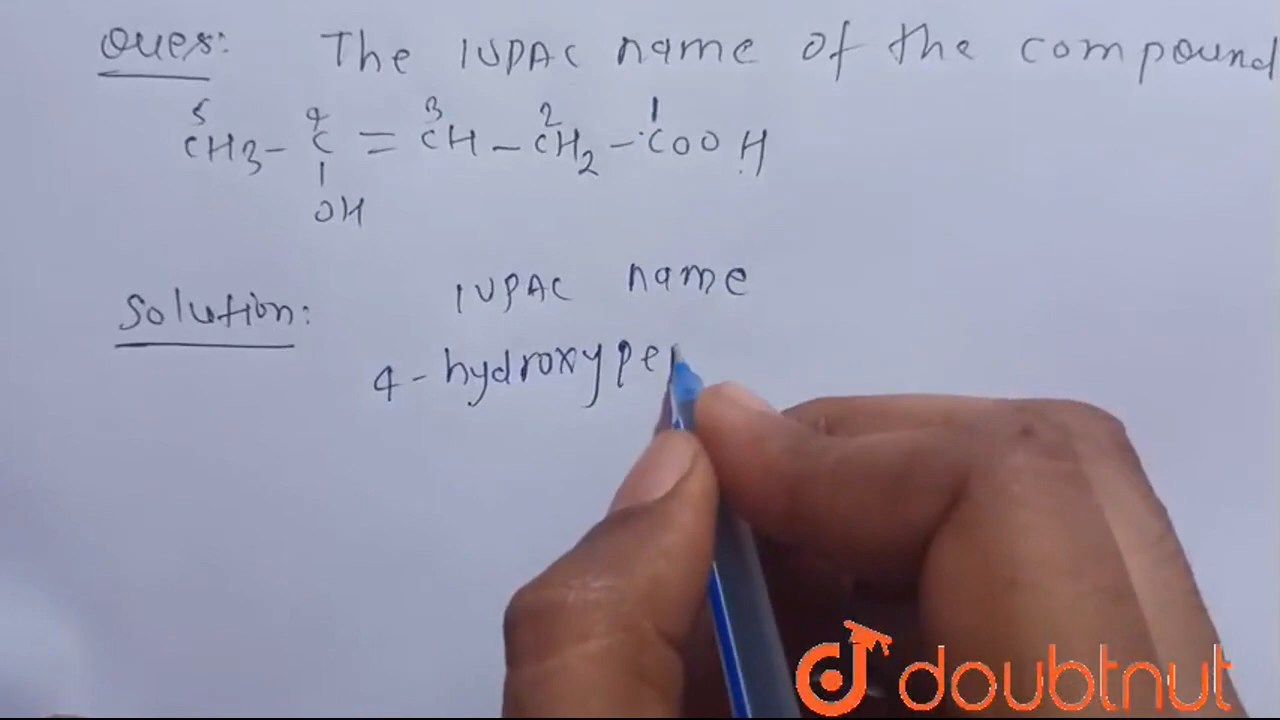 Ques: The IUPAC name of the compound
5 4 3 2 1
CH3 - C = CH - CH2 - COOH
OH
Solution: IUPAC name
4-hydroxype
doubtnut